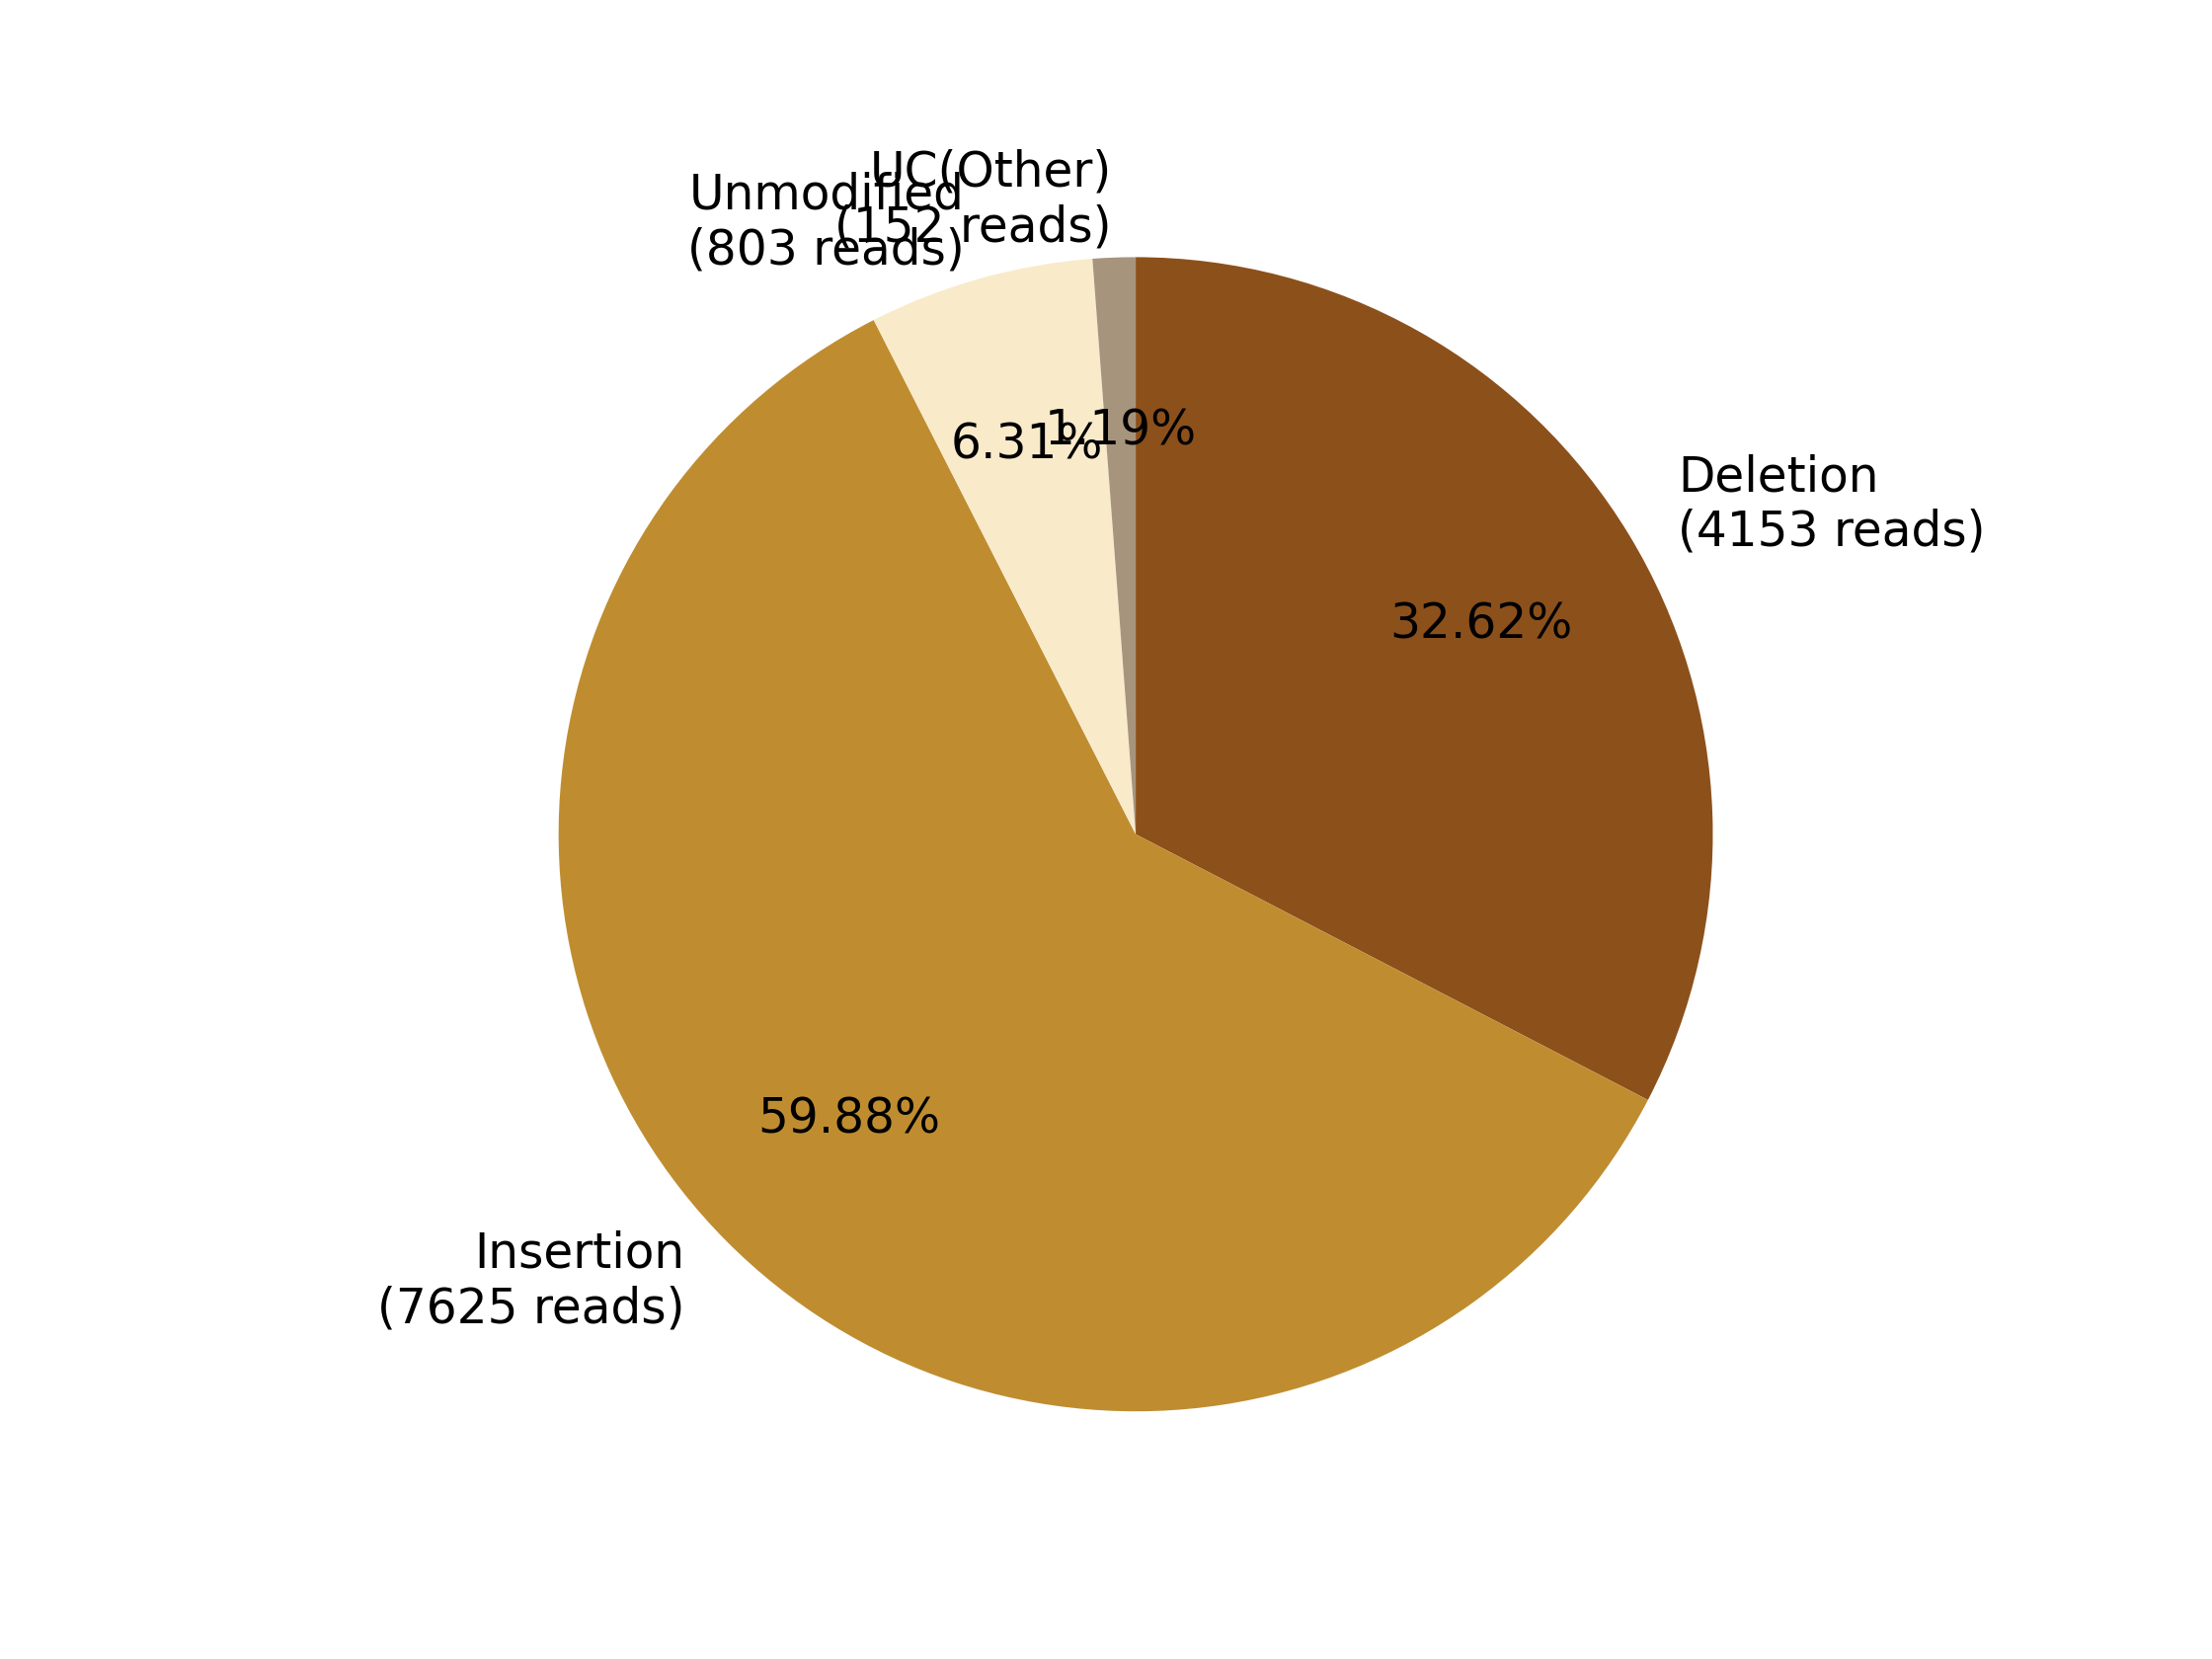 UC(Other)
(152 reads)
Unmodified
(803 reads)
1.19%
6.31%
Deletion
(4153 reads)
32.62%
59.88%
Insertion
(7625 reads)